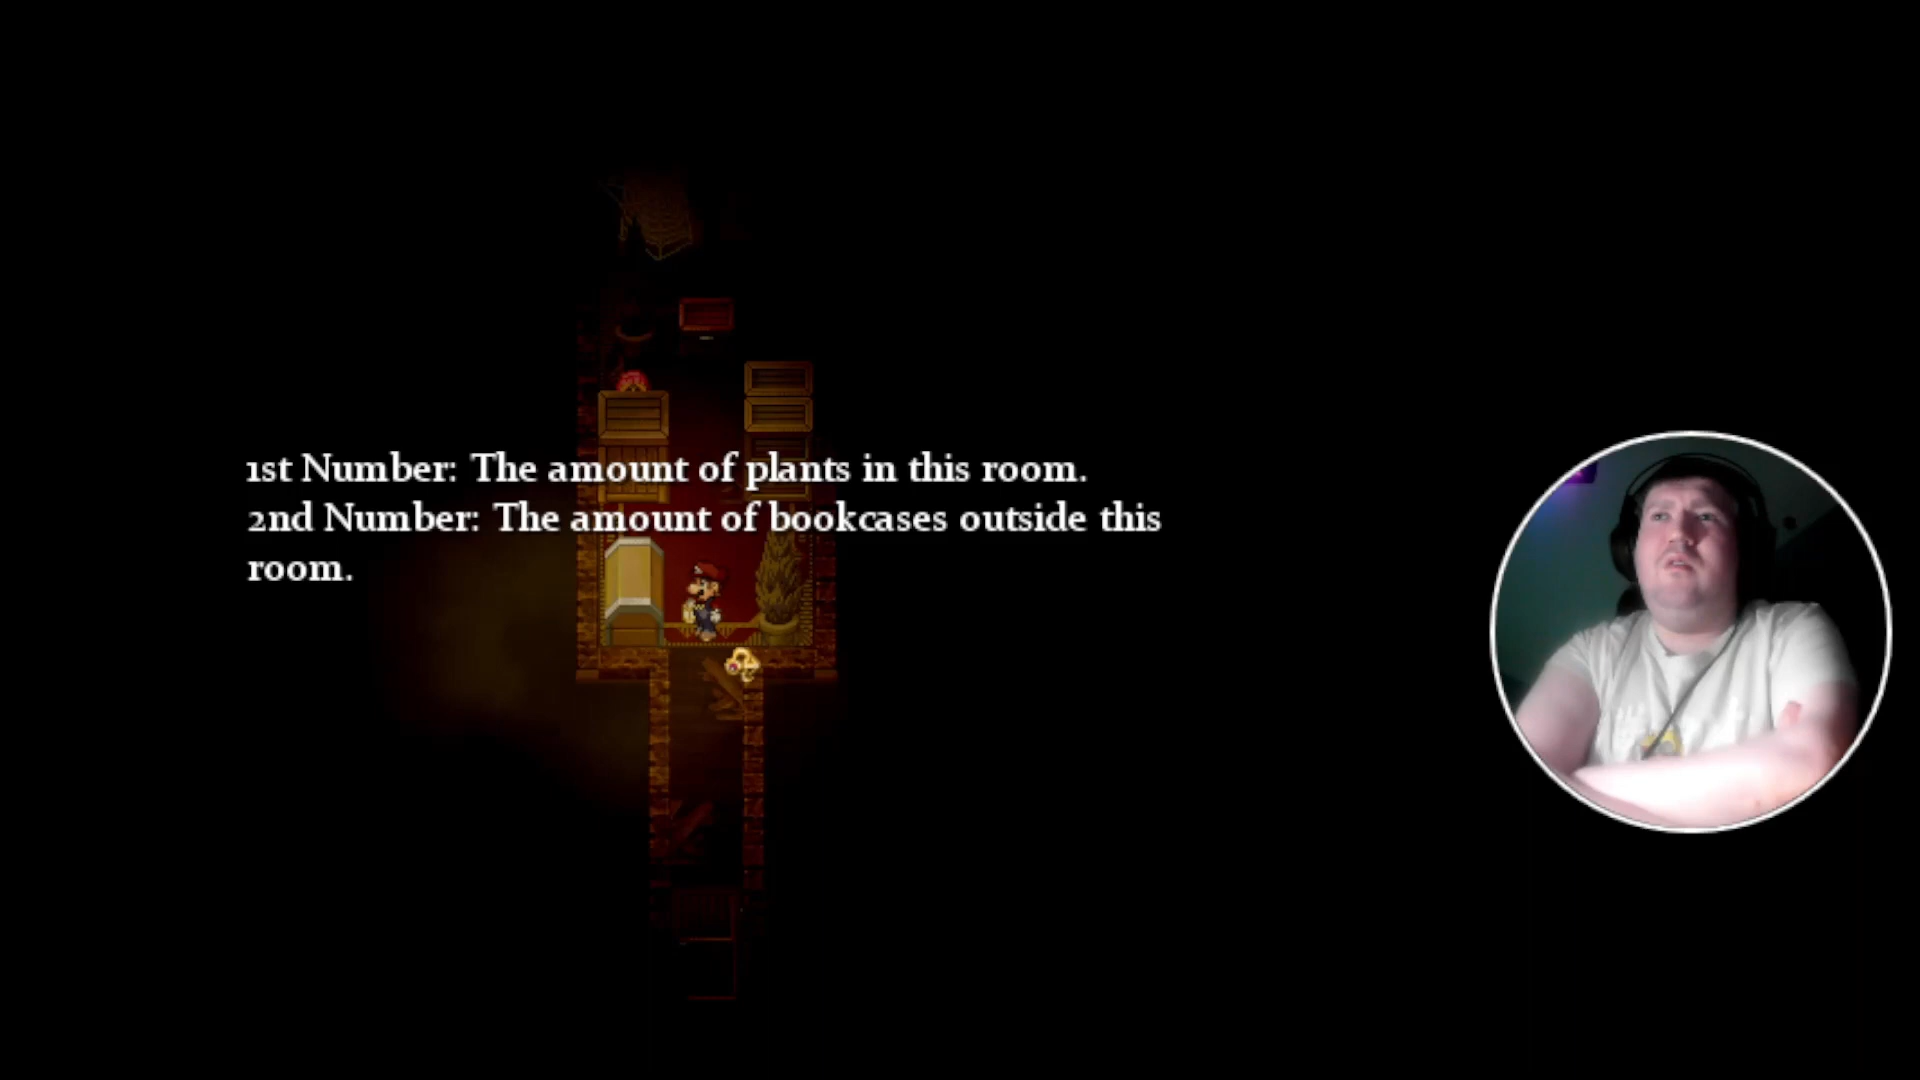 1st Number: The amount of plants in this room.
2nd Number: The amount of bookcases outside this
room.